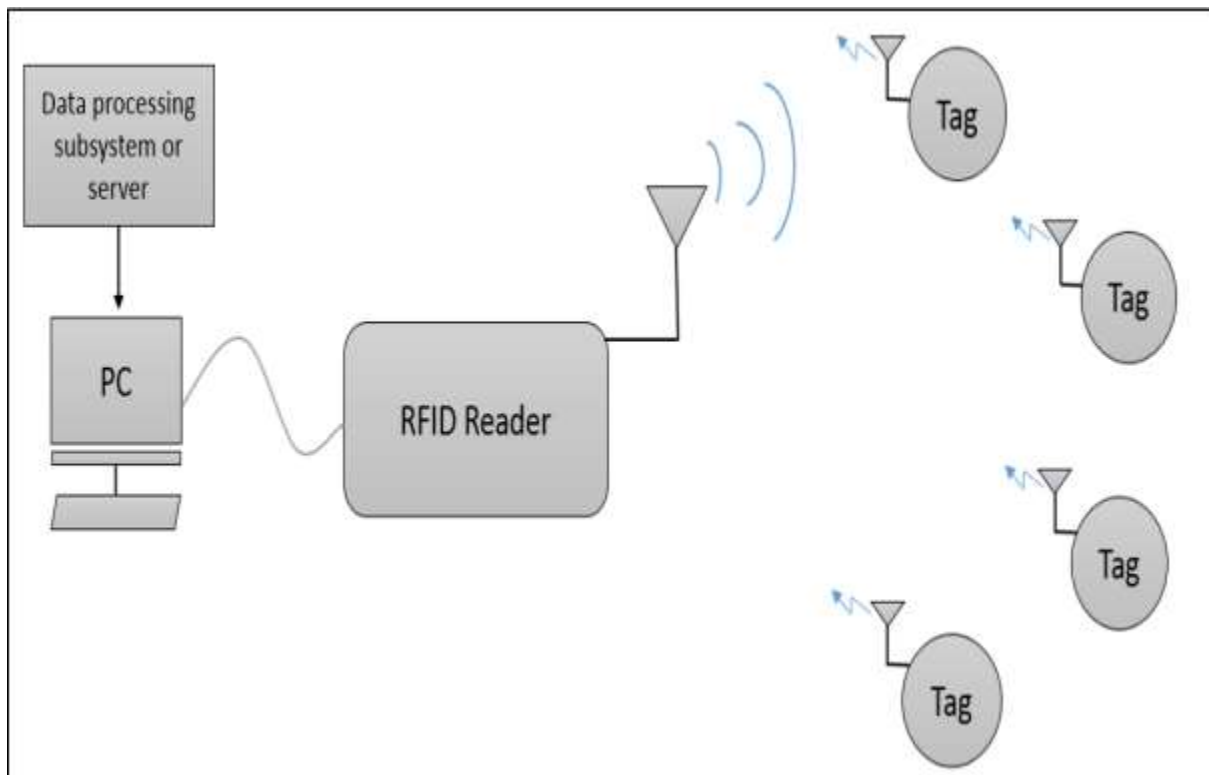 Data processing
subsystem or
server
PC
RFID Reader
Tag
Tag
Tag
Tag